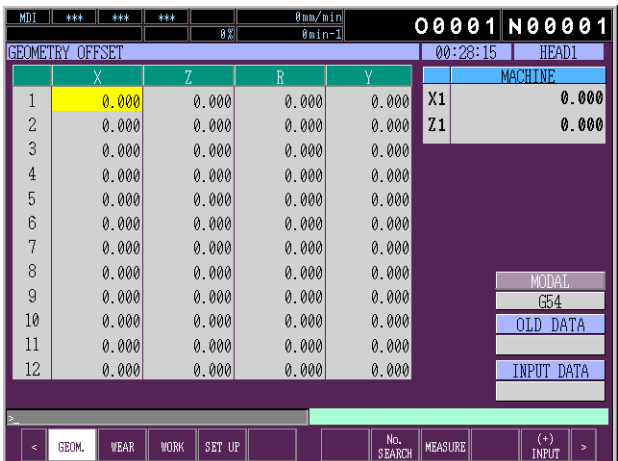 MDI *** *** *** 0mm/min O0001 N00001
0% 0min-1
GEOMETRY OFFSET 00:28:15 HEAD1
X Z R Y MACHINE
1 0.000 0.000 0.000 0.000 X1 0.000
2 0.000 0.000 0.000 0.000 Z1 0.000
3 0.000 0.000 0.000 0.000
4 0.000 0.000 0.000 0.000
5 0.000 0.000 0.000 0.000
6 0.000 0.000 0.000 0.000
7 0.000 0.000 0.000 0.000
8 0.000 0.000 0.000 0.000 MODAL
9 0.000 0.000 0.000 0.000 G54
10 0.000 0.000 0.000 0.000 OLD DATA
11 0.000 0.000 0.000 0.000
12 0.000 0.000 0.000 0.000 INPUT DATA
>_
< GEOM. WEAR WORK SET UP No. SEARCH MEASURE (+) INPUT >